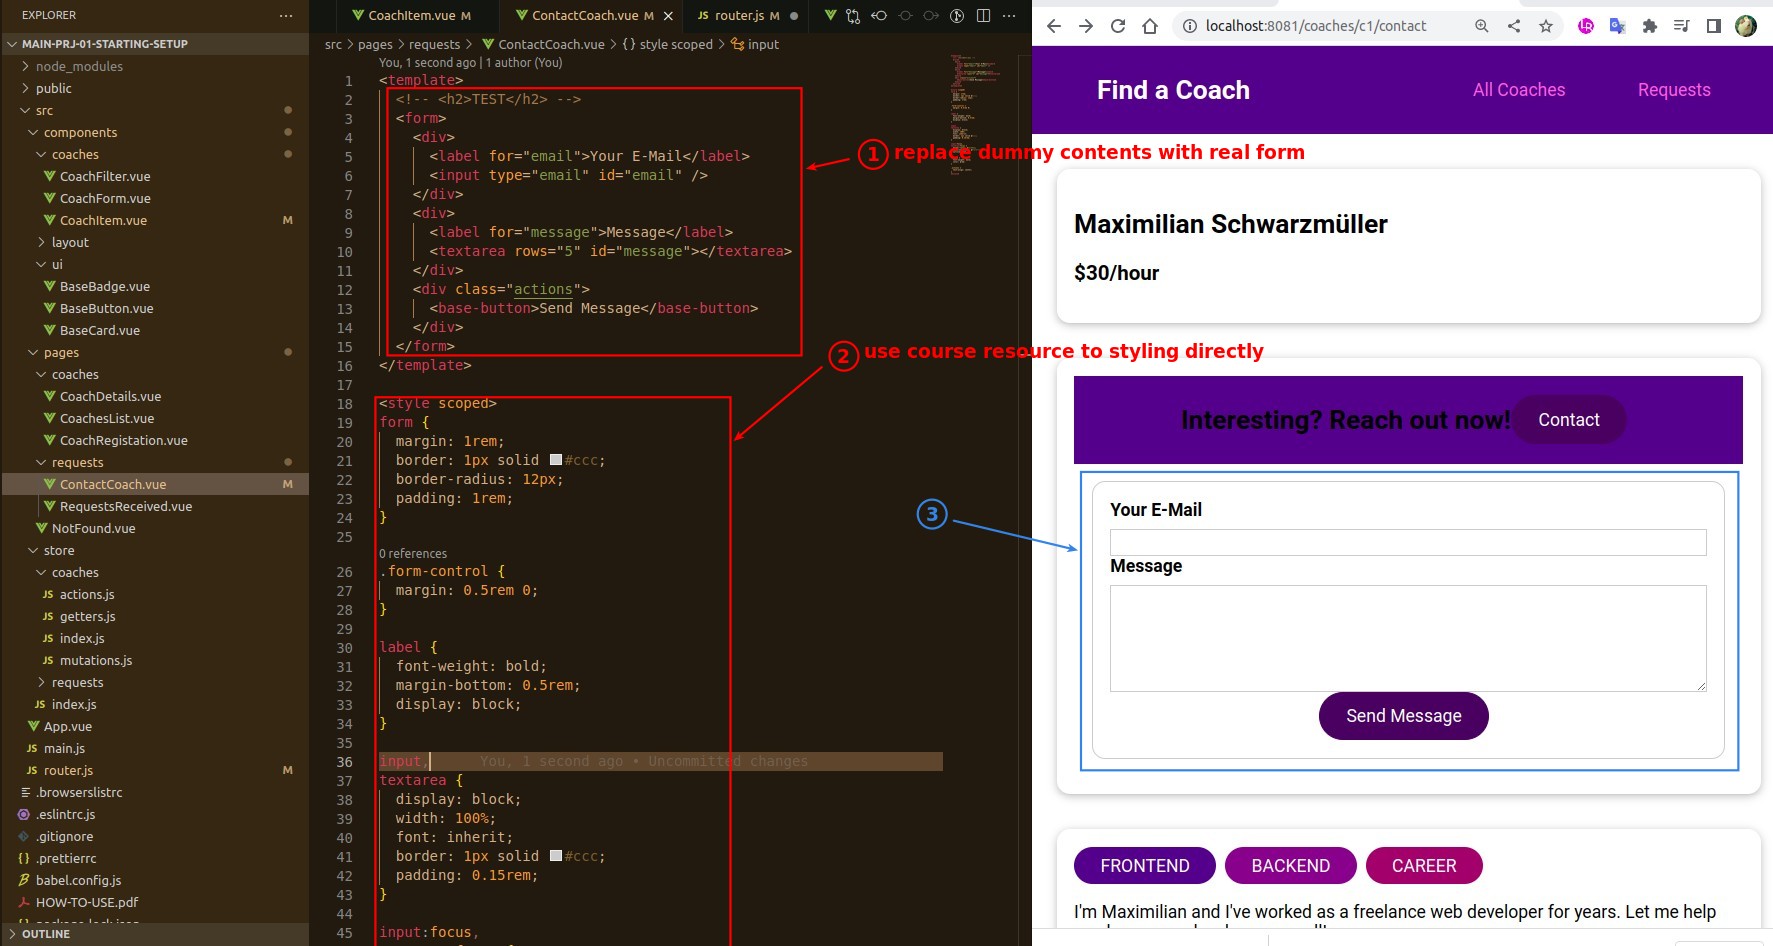 EXPLORER
MAIN-PRJ-01-STARTING-SETUP
node_modules
public
src
components
coaches
CoachFilter.vue
CoachForm.vue
CoachItem.vue M
layout
ui
BaseBadge.vue
BaseButton.vue
BaseCard.vue
pages
coaches
CoachDetails.vue
CoachesList.vue
CoachRegistation.vue
requests
ContactCoach.vue M
RequestsReceived.vue
NotFound.vue
store
coaches
JS actions.js
JS getters.js
JS index.js
JS mutations.js
requests
JS index.js
App.vue
JS main.js
JS router.js M
.browserslistrc
.eslintrc.js
.gitignore
.prettierrc
babel.config.js
HOW-TO-USE.pdf
OUTLINE
CoachItem.vue M
ContactCoach.vue M
JS router.js M
src > pages > requests > ContactCoach.vue > {} style scoped > input
You, 1 second ago | 1 author (You)
1 <template>
2 <!-- <h2>TEST</h2> -->
3 <form>
4 <div>
5 <label for="email">Your E-Mail</label>
6 <input type="email" id="email" />
7 </div>
8 <div>
9 <label for="message">Message</label>
10 <textarea rows="5" id="message"></textarea>
11 </div>
12 <div class="actions">
13 <base-button>Send Message</base-button>
14 </div>
15 </form>
16 </template>
17
18 <style scoped>
19 form {
20 margin: 1rem;
21 border: 1px solid #ccc;
22 border-radius: 12px;
23 padding: 1rem;
24 }
25
0 references
26 .form-control {
27 margin: 0.5rem 0;
28 }
29
30 label {
31 font-weight: bold;
32 margin-bottom: 0.5rem;
33 display: block;
34 }
35
36 input, You, 1 second ago • Uncommitted changes
37 textarea {
38 display: block;
39 width: 100%;
40 font: inherit;
41 border: 1px solid #ccc;
42 padding: 0.15rem;
43 }
44
45 input:focus,
1 replace dummy contents with real form
2 use course resource to styling directly
3
localhost:8081/coaches/c1/contact
Find a Coach
All Coaches
Requests
Maximilian Schwarzmüller
$30/hour
Interesting? Reach out now! Contact
Your E-Mail
Message
Send Message
FRONTEND BACKEND CAREER
I'm Maximilian and I've worked as a freelance web developer for years. Let me help